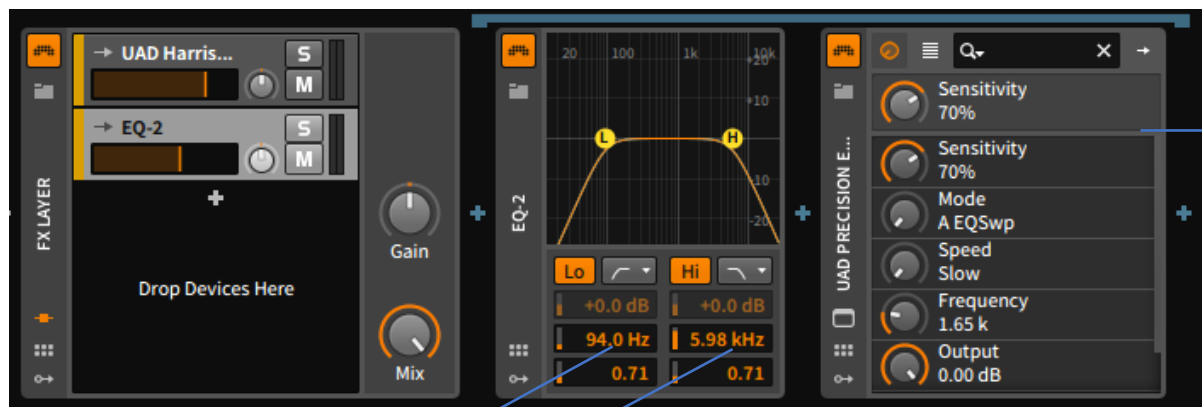 UAD Harris...
S
M
EQ-2
S
M
FX LAYER
Drop Devices Here
Gain
Mix
EQ-2
20 100 1k 10k
+20
+10
-10
-20
L H
Lo Hi
+0.0 dB +0.0 dB
94.0 Hz 5.98 kHz
0.71 0.71
UAD PRECISION E...
Sensitivity
70%
Sensitivity
70%
Mode
A EQSwp
Speed
Slow
Frequency
1.65 k
Output
0.00 dB